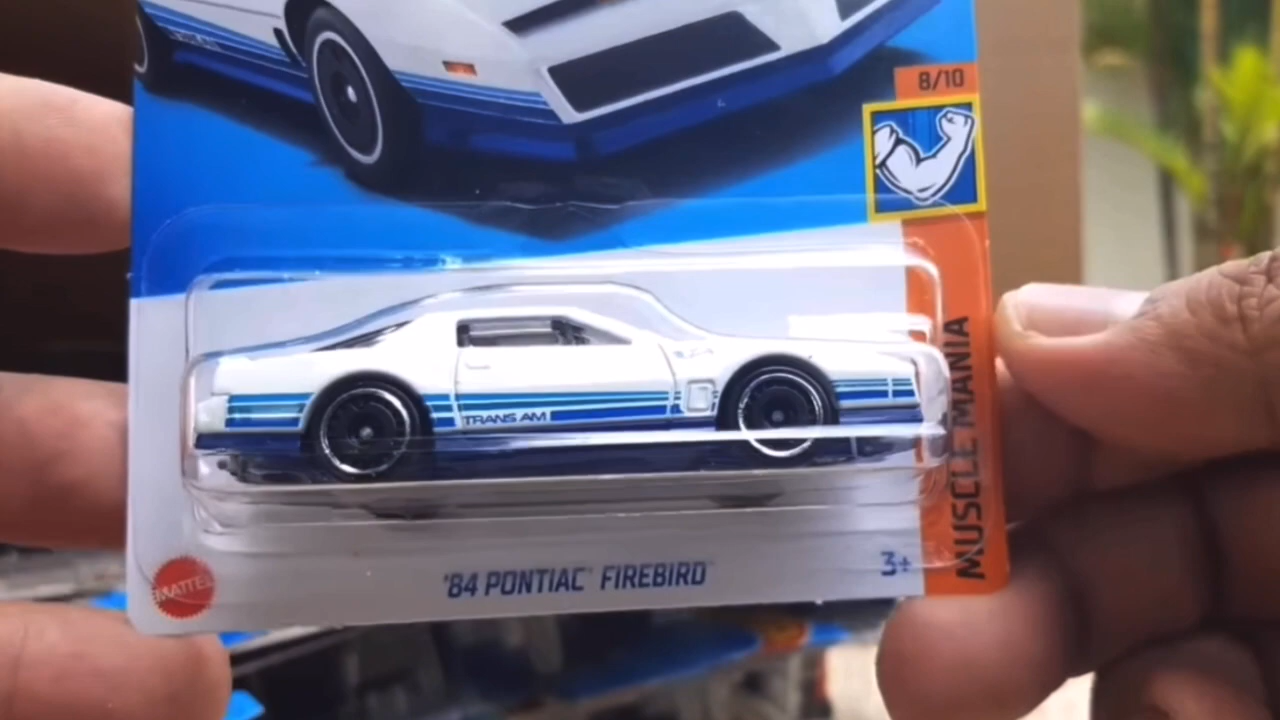 8/10
MUSCLE MANIA
TRANS AM
MATTEL
'84 PONTIAC FIREBIRD
3+